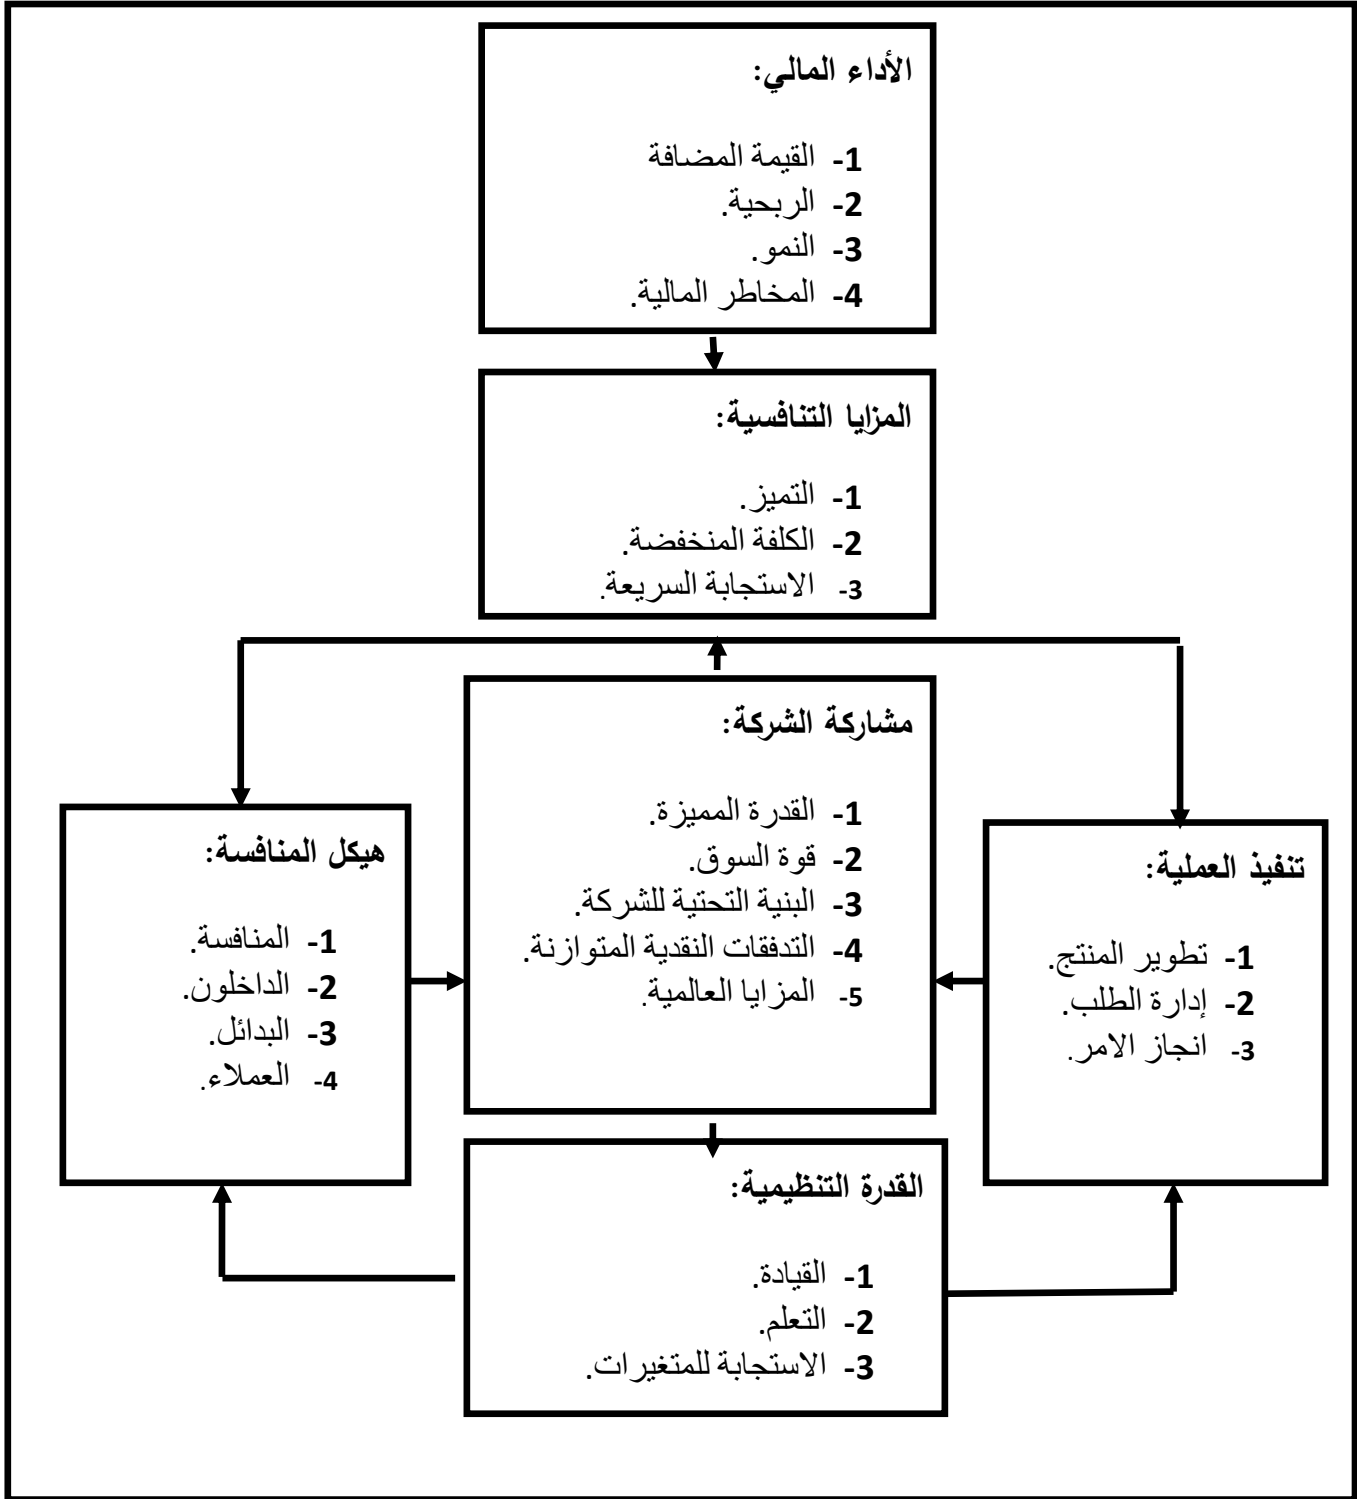 الأداء المالي:
1- القيمة المضافة
2- الربحية.
3- النمو.
4- المخاطر المالية.
المزايا التنافسية:
1- التميز.
2- الكلفة المنخفضة.
3- الاستجابة السريعة.
مشاركة الشركة:
1- القدرة المميزة.
2- قوة السوق.
3- البنية التحتية للشركة.
4- التدفقات النقدية المتوازنة.
5- المزايا العالمية.
تنفيذ العملية:
1- تطوير المنتج.
2- إدارة الطلب.
3- انجاز الامر.
هيكل المنافسة:
1- المنافسة.
2- الداخلون.
3- البدائل.
4- العملاء.
القدرة التنظيمية:
1- القيادة.
2- التعلم.
3- الاستجابة للمتغيرات.